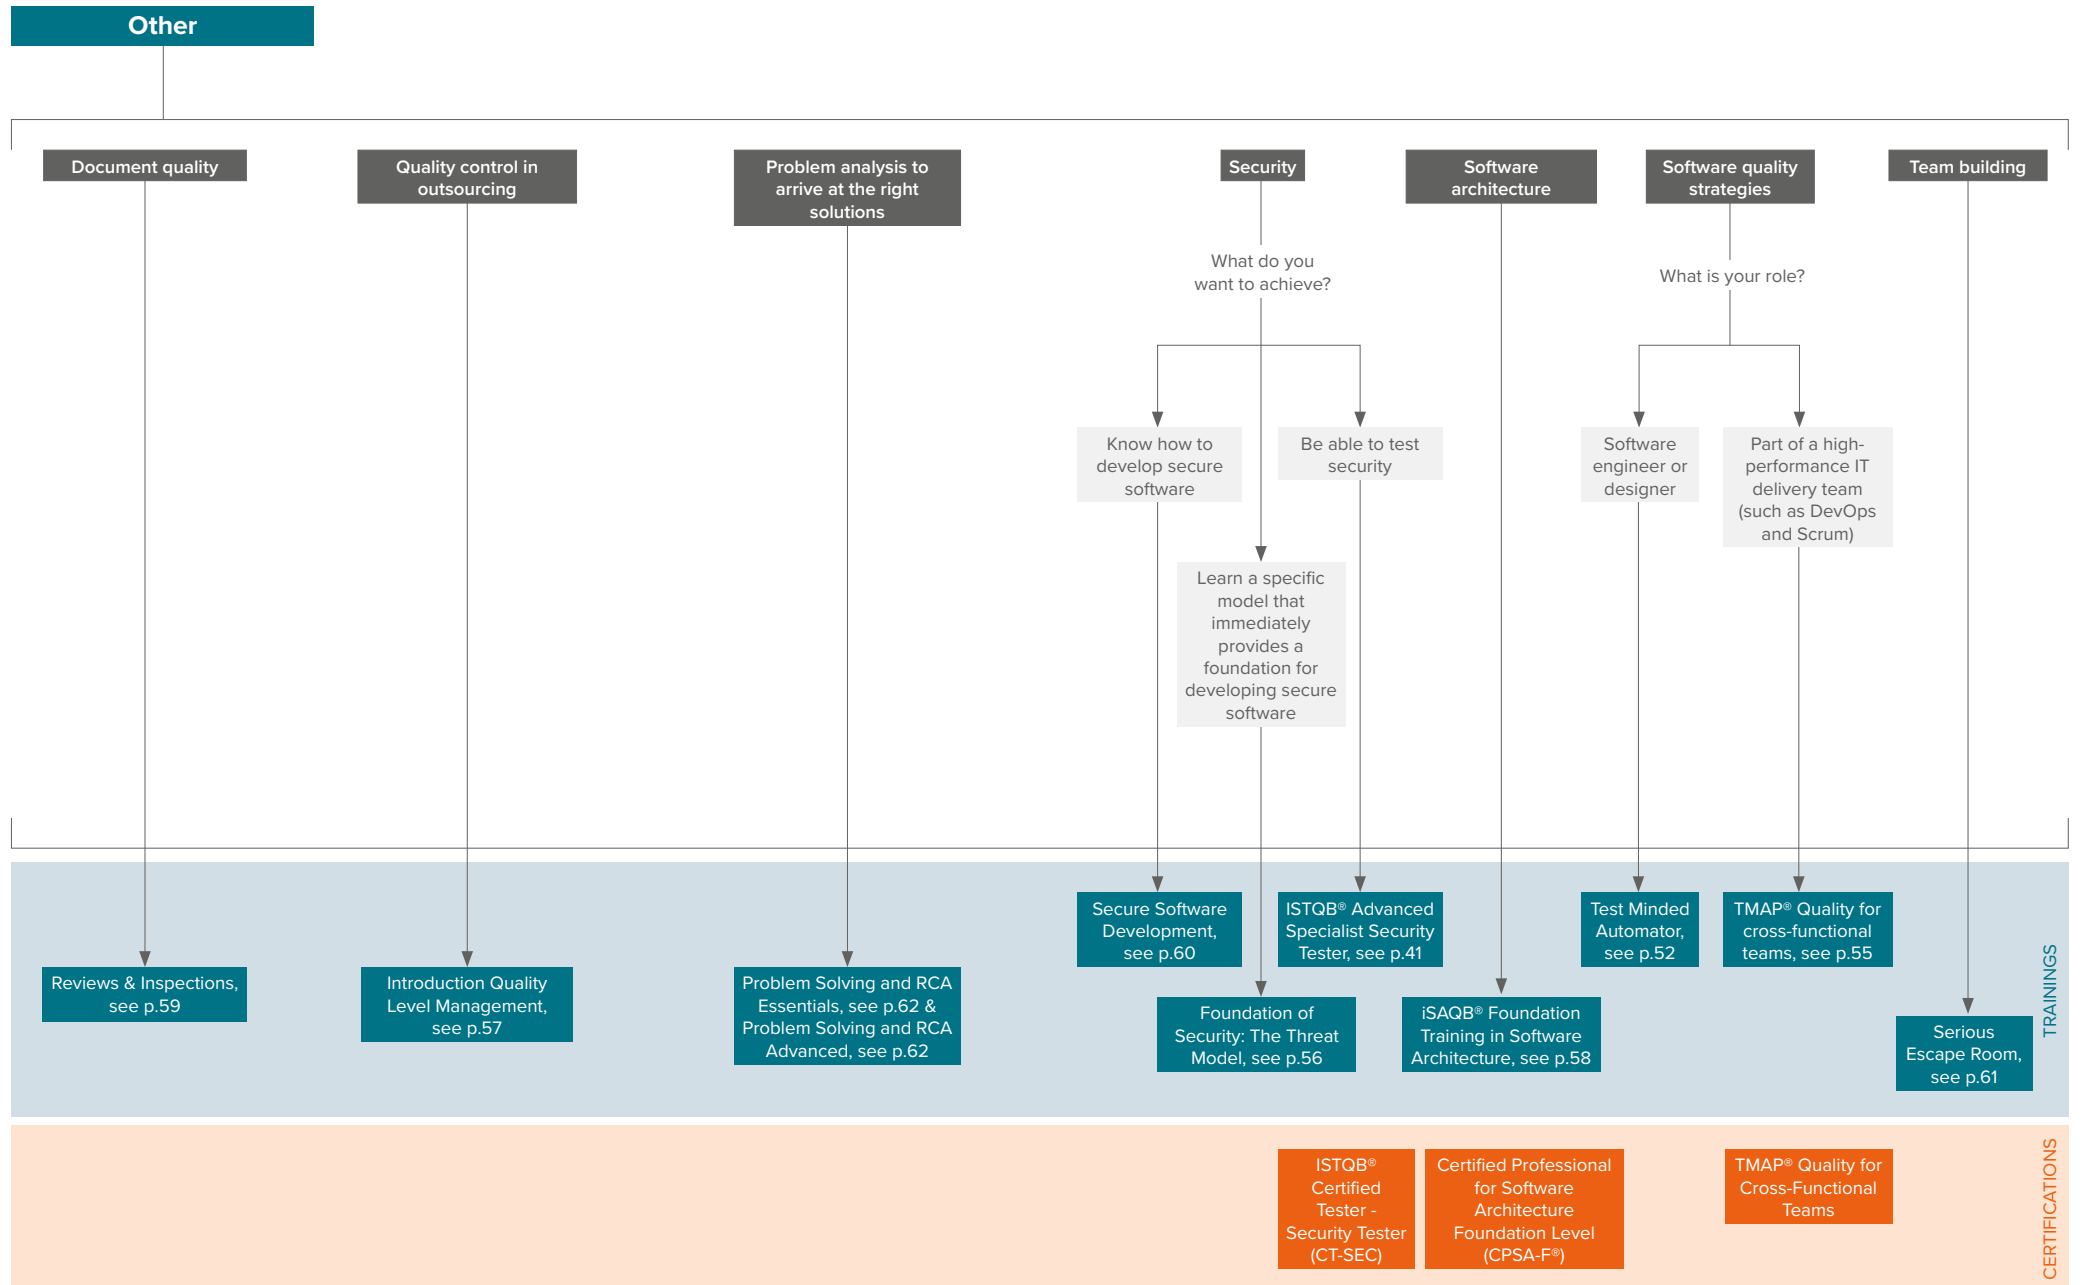 Other
Document quality
Quality control in
outsourcing
Problem analysis to
arrive at the right
solutions
Security
Software
architecture
Software quality
strategies
Team building
What do you
want to achieve?
What is your role?
Know how to
develop secure
software
Be able to test
security
Software
engineer or
designer
Part of a high-
performance IT
delivery team
(such as DevOps
and Scrum)
Learn a specific
model that
immediately
provides a
foundation for
developing secure
software
Reviews & Inspections,
see p.59
Introduction Quality
Level Management,
see p.57
Problem Solving and RCA
Essentials, see p.62 &
Problem Solving and RCA
Advanced, see p.62
Secure Software
Development,
see p.60
Foundation of
Security: The Threat
Model, see p.56
ISTQB® Advanced
Specialist Security
Tester, see p.41
iSAQB® Foundation
Training in Software
Architecture, see p.58
Test Minded
Automator,
see p.52
TMAP® Quality for
cross-functional
teams, see p.55
Serious
Escape Room,
see p.61
TRAININGS
ISTQB®
Certified
Tester -
Security Tester
(CT-SEC)
Certified Professional
for Software
Architecture
Foundation Level
(CPSA-F®)
TMAP® Quality for
Cross-Functional
Teams
CERTIFICATIONS